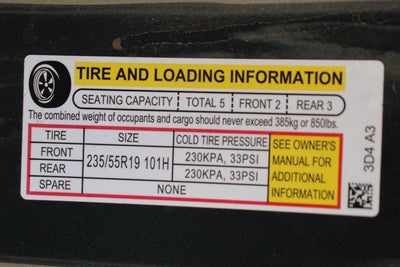 TIRE AND LOADING INFORMATION
SEATING CAPACITY TOTAL 5 FRONT 2 REAR 3
The combined weight of occupants and cargo should never exceed 385kg or 850lbs.
TIRE SIZE COLD TIRE PRESSURE
FRONT 235/55R19 101H 230KPA, 33PSI
REAR 230KPA, 33PSI
SPARE NONE
SEE OWNER'S
MANUAL FOR
ADDITIONAL
INFORMATION
3D4 A3